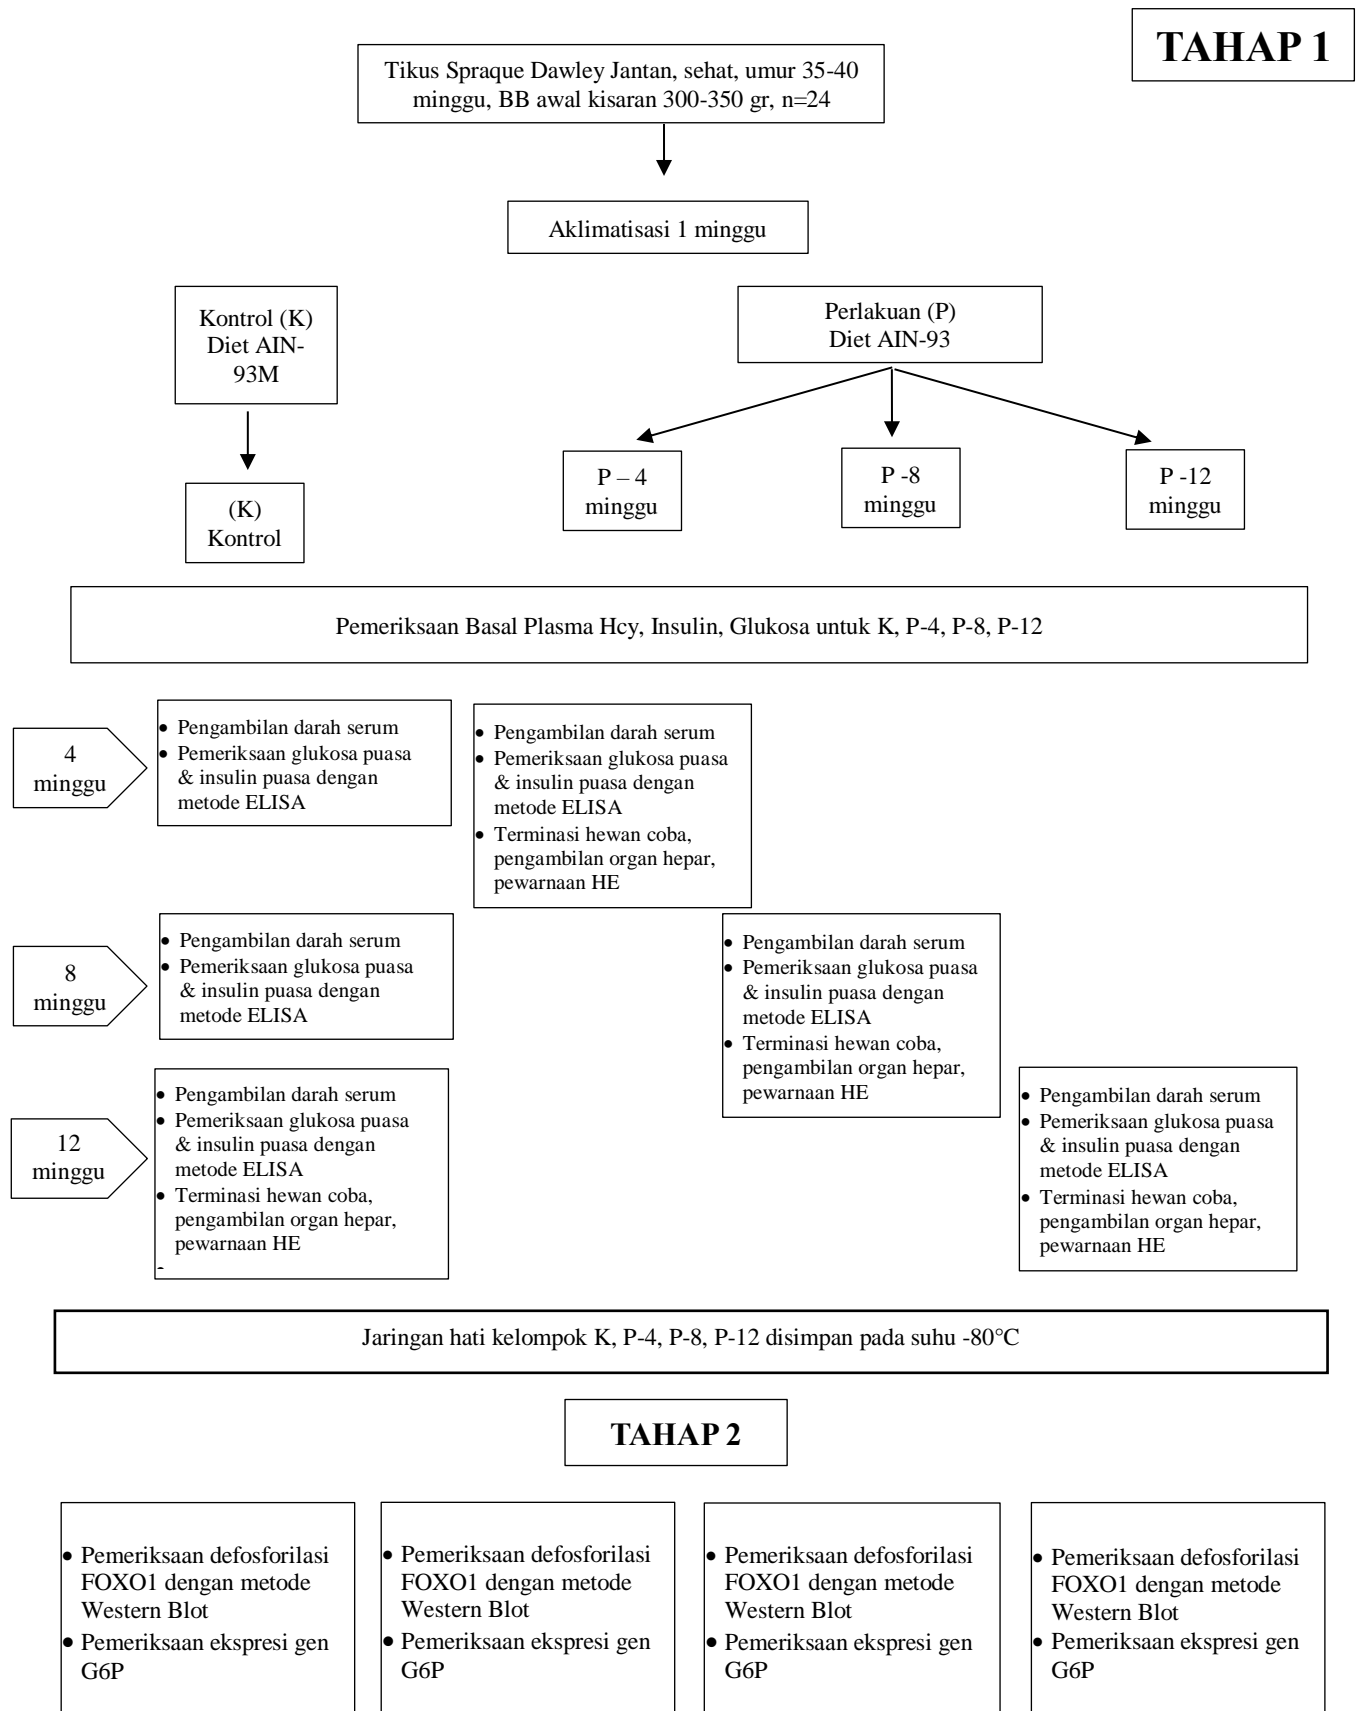 TAHAP 1
Tikus Spraque Dawley Jantan, sehat, umur 35-40
minggu, BB awal kisaran 300-350 gr, n=24
Aklimatisasi 1 minggu
Kontrol (K)
Diet AIN-
93M
Perlakuan (P)
Diet AIN-93
(K)
Kontrol
P – 4
minggu
P -8
minggu
P -12
minggu
Pemeriksaan Basal Plasma Hcy, Insulin, Glukosa untuk K, P-4, P-8, P-12
4
minggu
• Pengambilan darah serum
• Pemeriksaan glukosa puasa
& insulin puasa dengan
metode ELISA
• Pengambilan darah serum
• Pemeriksaan glukosa puasa
& insulin puasa dengan
metode ELISA
• Terminasi hewan coba,
pengambilan organ hepar,
pewarnaan HE
8
minggu
• Pengambilan darah serum
• Pemeriksaan glukosa puasa
& insulin puasa dengan
metode ELISA
• Pengambilan darah serum
• Pemeriksaan glukosa puasa
& insulin puasa dengan
metode ELISA
• Terminasi hewan coba,
pengambilan organ hepar,
pewarnaan HE
12
minggu
• Pengambilan darah serum
• Pemeriksaan glukosa puasa
& insulin puasa dengan
metode ELISA
• Terminasi hewan coba,
pengambilan organ hepar,
pewarnaan HE
• Pengambilan darah serum
• Pemeriksaan glukosa puasa
& insulin puasa dengan
metode ELISA
• Terminasi hewan coba,
pengambilan organ hepar,
pewarnaan HE
Jaringan hati kelompok K, P-4, P-8, P-12 disimpan pada suhu -80°C
TAHAP 2
• Pemeriksaan defosforilasi
FOXO1 dengan metode
Western Blot
• Pemeriksaan ekspresi gen
G6P
• Pemeriksaan defosforilasi
FOXO1 dengan metode
Western Blot
• Pemeriksaan ekspresi gen
G6P
• Pemeriksaan defosforilasi
FOXO1 dengan metode
Western Blot
• Pemeriksaan ekspresi gen
G6P
• Pemeriksaan defosforilasi
FOXO1 dengan metode
Western Blot
• Pemeriksaan ekspresi gen
G6P